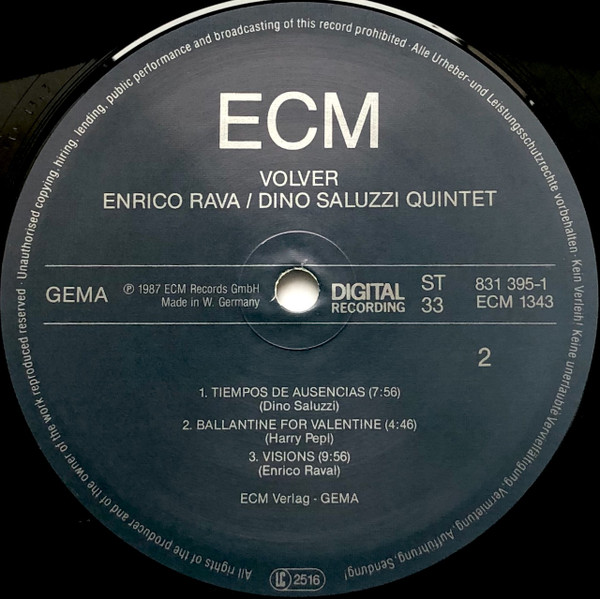 ECM
VOLVER
ENRICO RAVA / DINO SALUZZI QUINTET
GEMA
℗ 1987 ECM Records GmbH
Made in W. Germany
DIGITAL
RECORDING
ST
33
831 395-1
ECM 1343
2
1. TIEMPOS DE AUSENCIAS (7:56)
(Dino Saluzzi)
2. BALLANTINE FOR VALENTINE (4:46)
(Harry Pepl)
3. VISIONS (9:56)
(Enrico Raval)
ECM Verlag · GEMA
LC 2516
All rights of the producer and of the owner of the work reproduced reserved · Unauthorised copying, hiring, lending, public performance and broadcasting of this record prohibited · Alle Urheber- und Leistungsschutzrechte vorbehalten · Kein Verleih! Keine unerlaubte Vervielfältigung, Vermietung, Aufführung, Sendung!